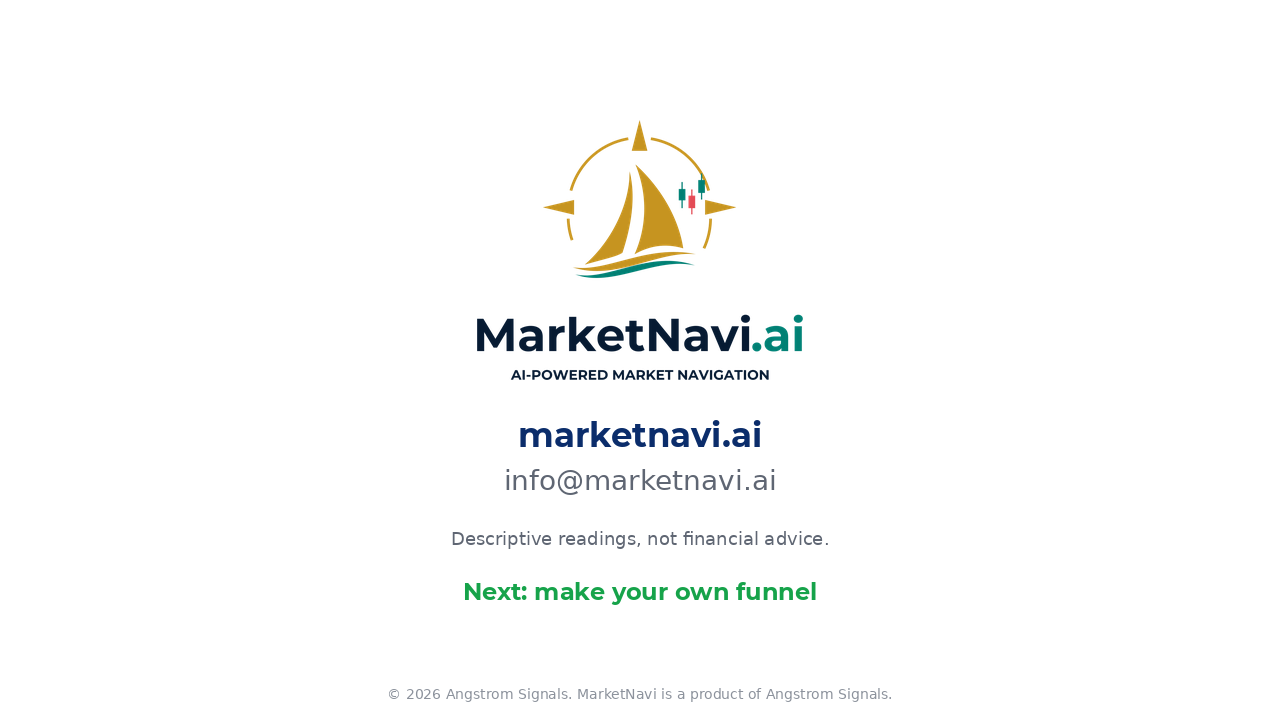 MarketNavi.ai
AI-POWERED MARKET NAVIGATION
marketnavi.ai
info@marketnavi.ai
Descriptive readings, not financial advice.
Next: make your own funnel
© 2026 Angstrom Signals. MarketNavi is a product of Angstrom Signals.